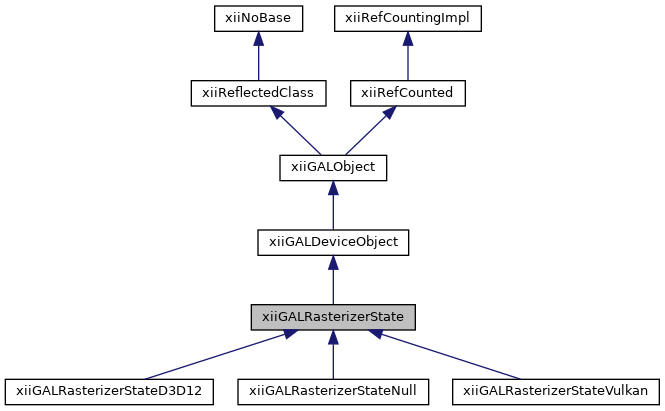 xiiNoBase
xiiRefCountingImpl
xiiReflectedClass
xiiRefCounted
xiiGALObject
xiiGALDeviceObject
xiiGALRasterizerState
xiiGALRasterizerStateD3D12
xiiGALRasterizerStateNull
xiiGALRasterizerStateVulkan